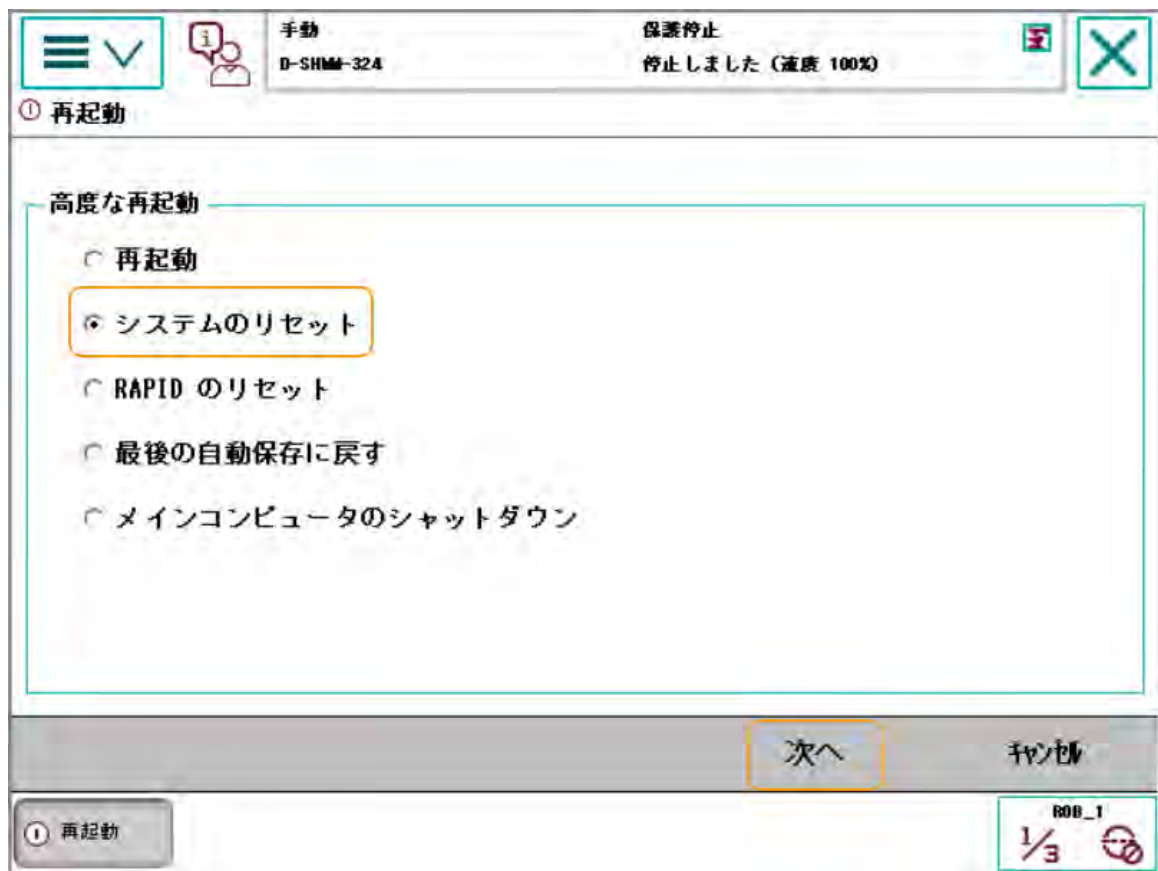 手動
D-SHMM-324
保護停止
停止しました (速度 100%)
再起動
高度な再起動
再起動
システムのリセット
RAPID のリセット
最後の自動保存に戻す
メインコンピュータのシャットダウン
次へ
キャンセル
再起動
ROB_1
1/3